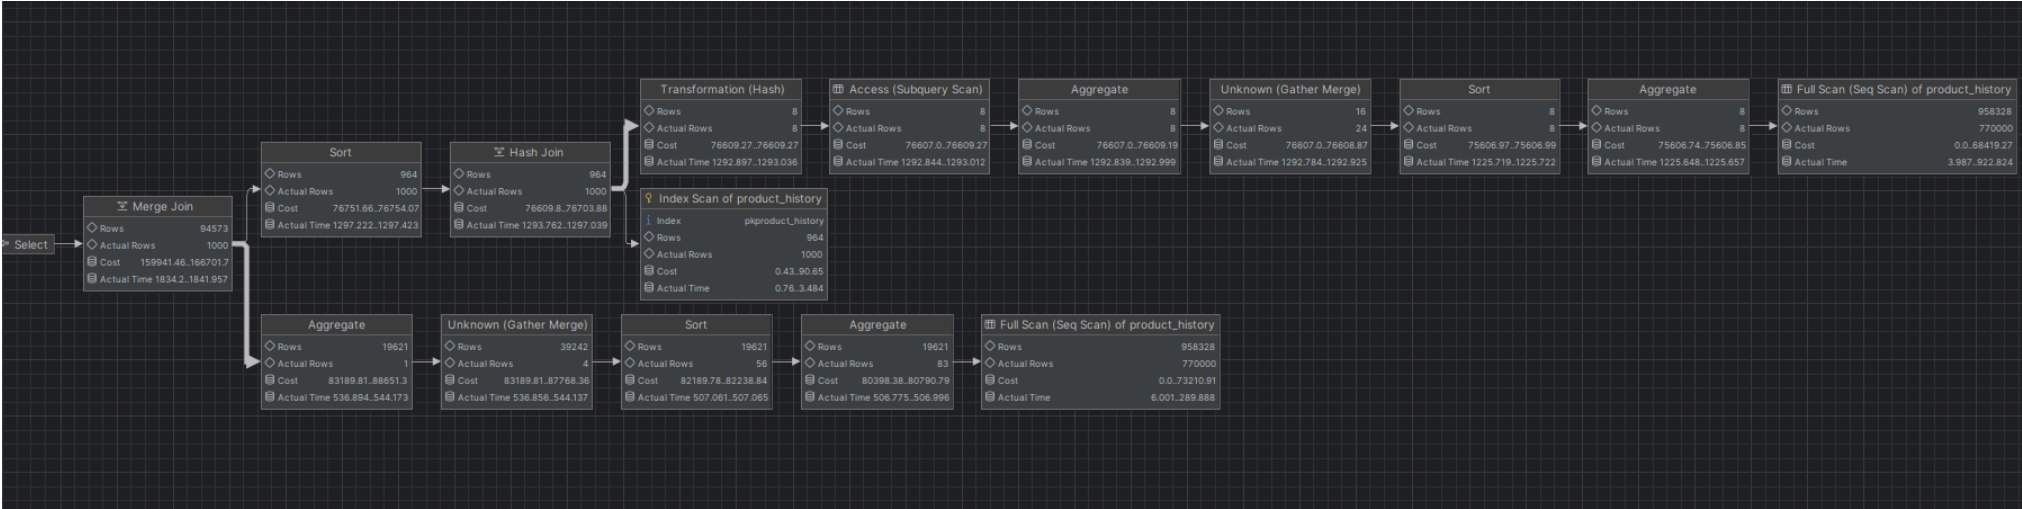 Select
Merge Join
Rows 94573
Actual Rows 1000
Cost 159941.46..166701.7
Actual Time 1834.2..1841.957
Sort
Rows 964
Actual Rows 1000
Cost 76751.66..76754.07
Actual Time 1297.222..1297.423
Hash Join
Rows 964
Actual Rows 1000
Cost 76609.8..76703.88
Actual Time 1293.762..1297.039
Transformation (Hash)
Rows 8
Actual Rows 8
Cost 76609.27..76609.27
Actual Time 1292.897..1293.036
Access (Subquery Scan)
Rows 8
Actual Rows 8
Cost 76607.0..76609.27
Actual Time 1292.844..1293.012
Aggregate
Rows 8
Actual Rows 8
Cost 76607.0..76609.19
Actual Time 1292.839..1292.999
Unknown (Gather Merge)
Rows 16
Actual Rows 24
Cost 76607.0..76608.87
Actual Time 1292.784..1292.925
Sort
Rows 8
Actual Rows 8
Cost 75606.97..75606.99
Actual Time 1225.719..1225.722
Aggregate
Rows 8
Actual Rows 8
Cost 75606.74..75606.85
Actual Time 1225.648..1225.657
Full Scan (Seq Scan) of product_history
Rows 958328
Actual Rows 770000
Cost 0.0..68419.27
Actual Time 3.987..922.824
Index Scan of product_history
Index pkproduct_history
Rows 964
Actual Rows 1000
Cost 0.43..90.65
Actual Time 0.76..3.484
Aggregate
Rows 19621
Actual Rows 1
Cost 83189.81..88651.3
Actual Time 536.894..544.173
Unknown (Gather Merge)
Rows 39242
Actual Rows 4
Cost 83189.81..87768.36
Actual Time 536.856..544.137
Sort
Rows 19621
Actual Rows 56
Cost 82189.78..82238.84
Actual Time 507.061..507.065
Aggregate
Rows 19621
Actual Rows 83
Cost 80398.38..80790.79
Actual Time 506.775..506.996
Full Scan (Seq Scan) of product_history
Rows 958328
Actual Rows 770000
Cost 0.0..73210.91
Actual Time 6.001..289.888